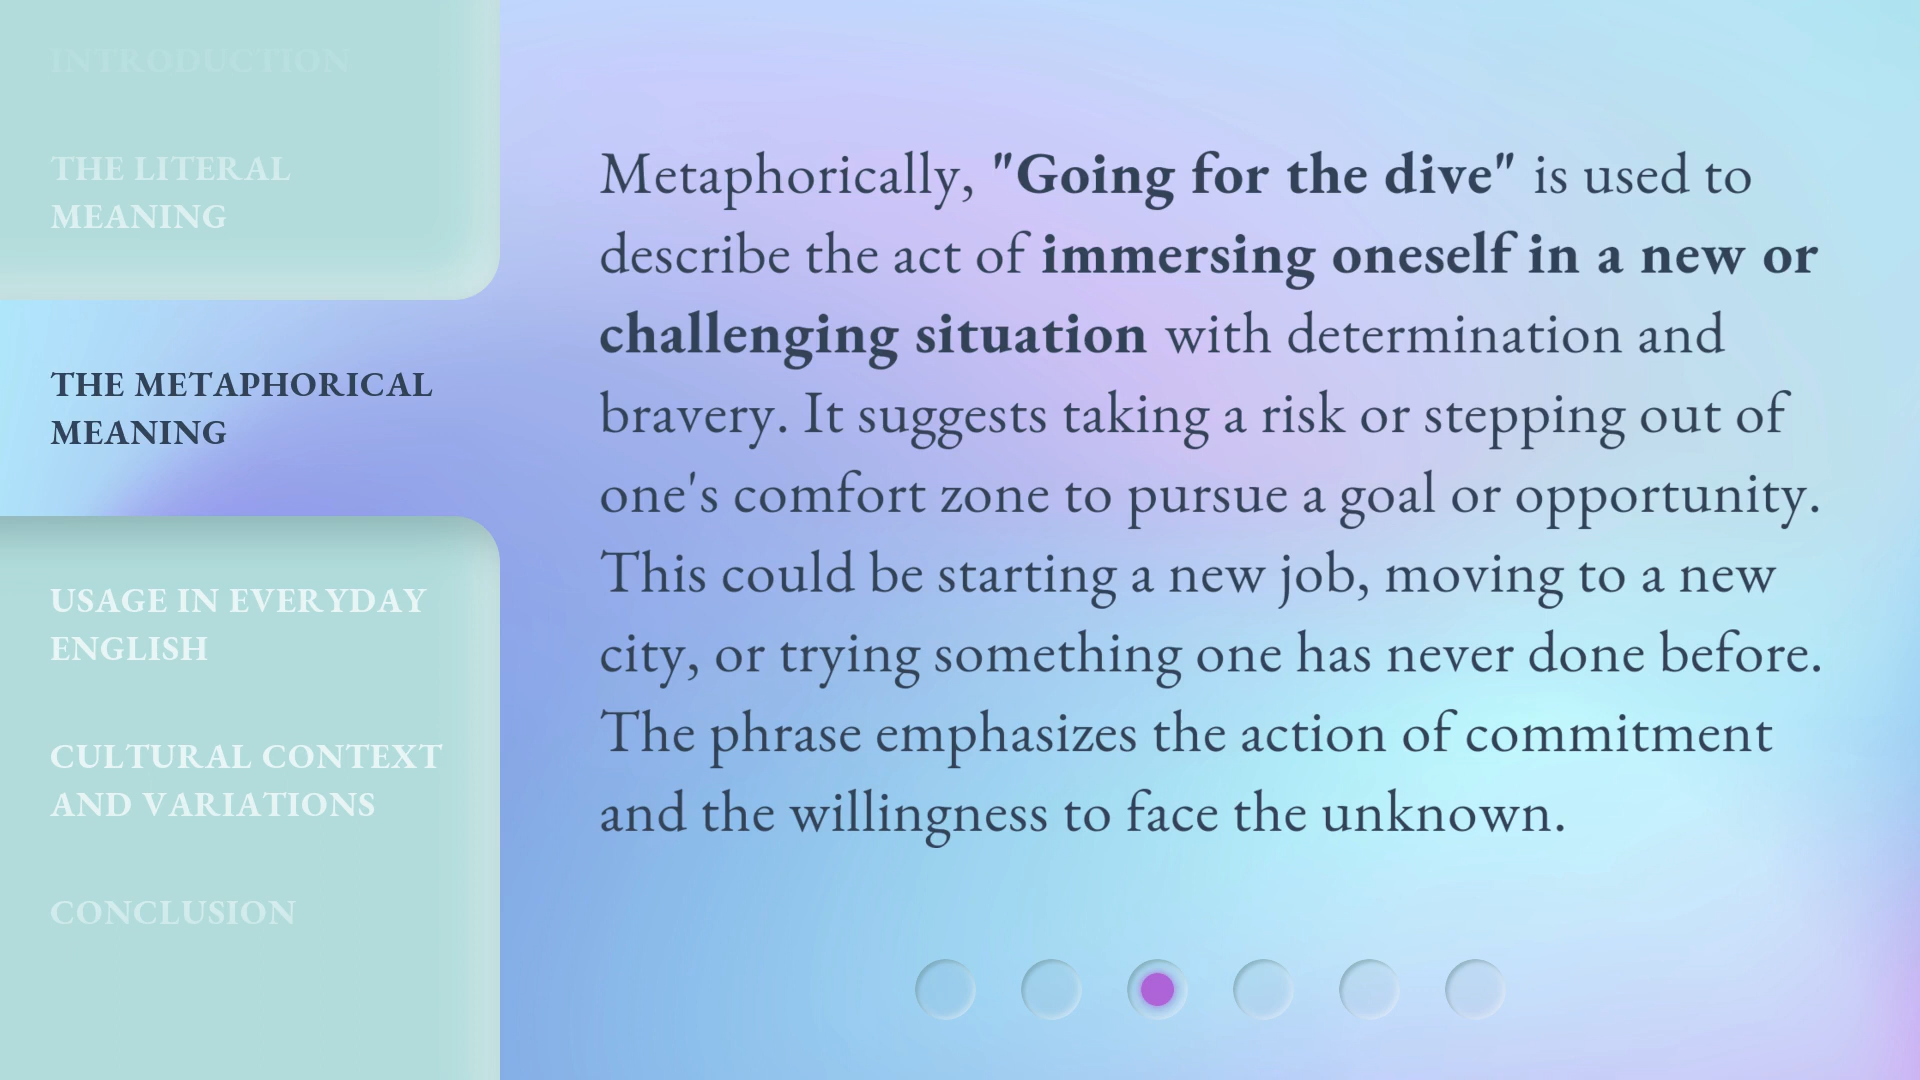 INTRODUCTION
THE LITERAL
MEANING
THE METAPHORICAL
MEANING
USAGE IN EVERYDAY
ENGLISH
CULTURAL CONTEXT
AND VARIATIONS
CONCLUSION
Metaphorically, "Going for the dive" is used to
describe the act of immersing oneself in a new or
challenging situation with determination and
bravery. It suggests taking a risk or stepping out of
one's comfort zone to pursue a goal or opportunity.
This could be starting a new job, moving to a new
city, or trying something one has never done before.
The phrase emphasizes the action of commitment
and the willingness to face the unknown.